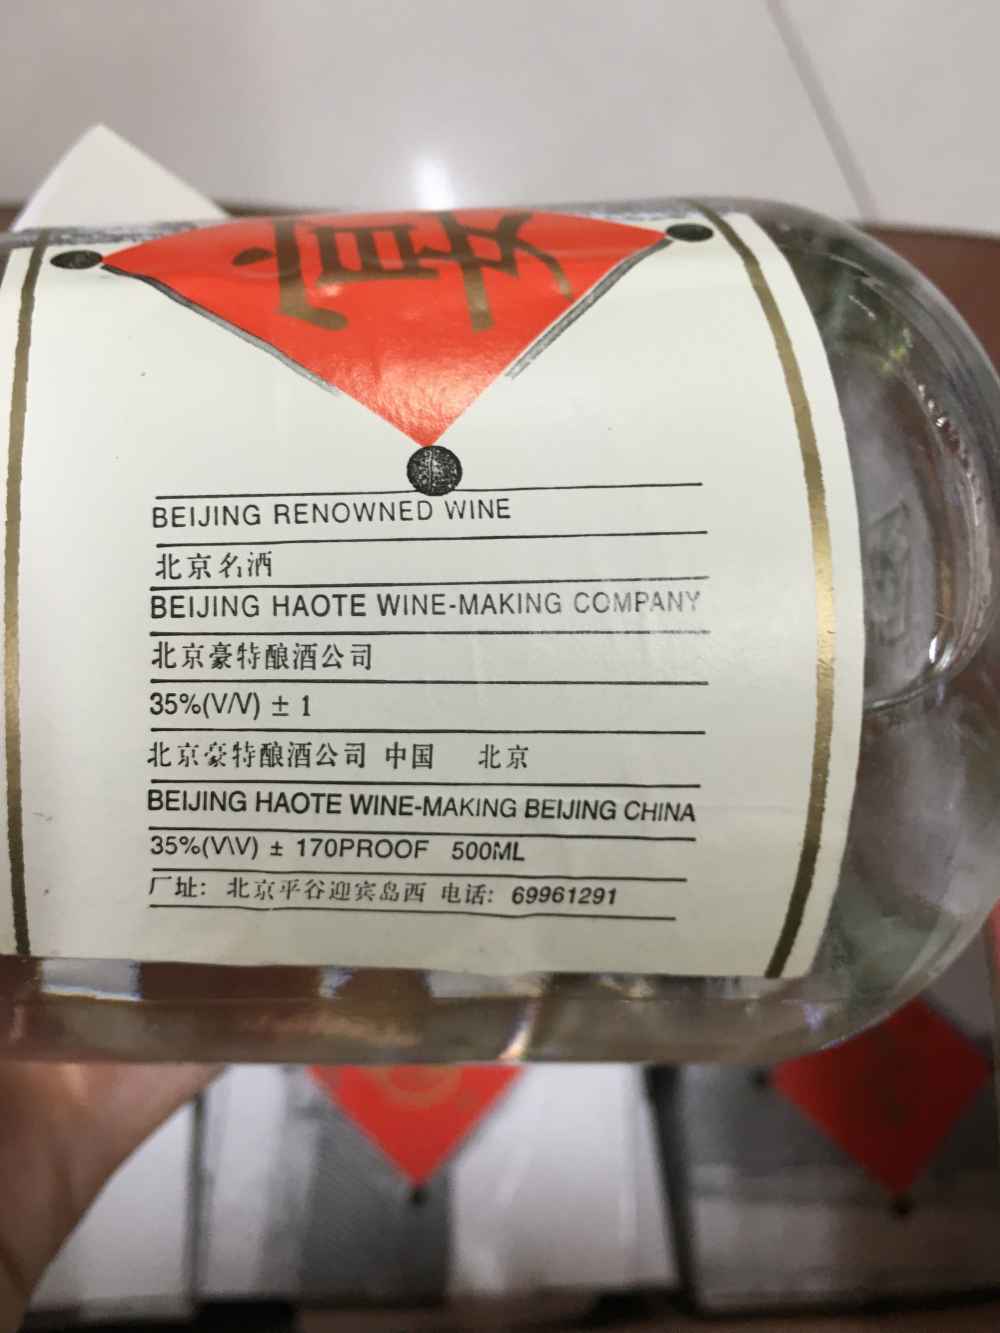 BEIJING RENOWNED WINE
北京名酒
BEIJING HAOTE WINE-MAKING COMPANY
北京豪特酿酒公司
35%(V/V) ± 1
北京豪特酿酒公司 中国 北京
BEIJING HAOTE WINE-MAKING BEIJING CHINA
35%(V\V) ± 170PROOF 500ML
厂址: 北京平谷迎宾岛西 电话: 69961291